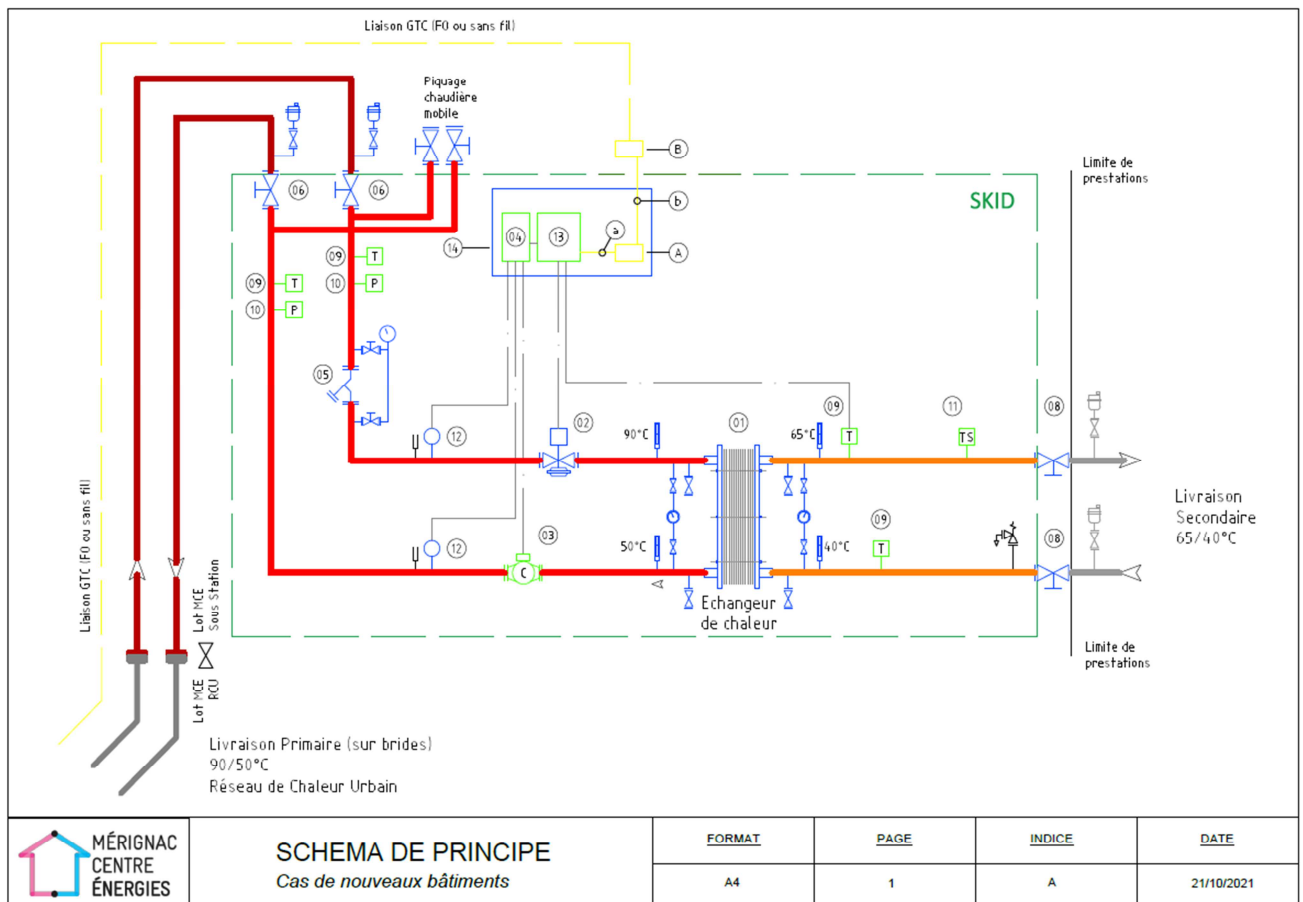 Liaison GTC (FO ou sans fil)
Piquage
chaudière
mobile
B
Limite de
prestations
06
06
b
SKID
04
13
a
14
A
09
T
09
T
10
P
10
P
05
02
09
11
08
12
90°C
65°C
01
T
TS
Livraison
Secondaire
65/40°C
03
09
08
12
50°C
40°C
C
T
Echangeur
de chaleur
Liaison GTC (FO ou sans fil)
Lot MCE
Sous Station
Lot MCE
RCU
Limite de
prestations
Livraison Primaire (sur brides)
90/50°C
Réseau de Chaleur Urbain
MÉRIGNAC
CENTRE
ÉNERGIES
SCHEMA DE PRINCIPE
Cas de nouveaux bâtiments
FORMAT
PAGE
INDICE
DATE
A4
1
A
21/10/2021